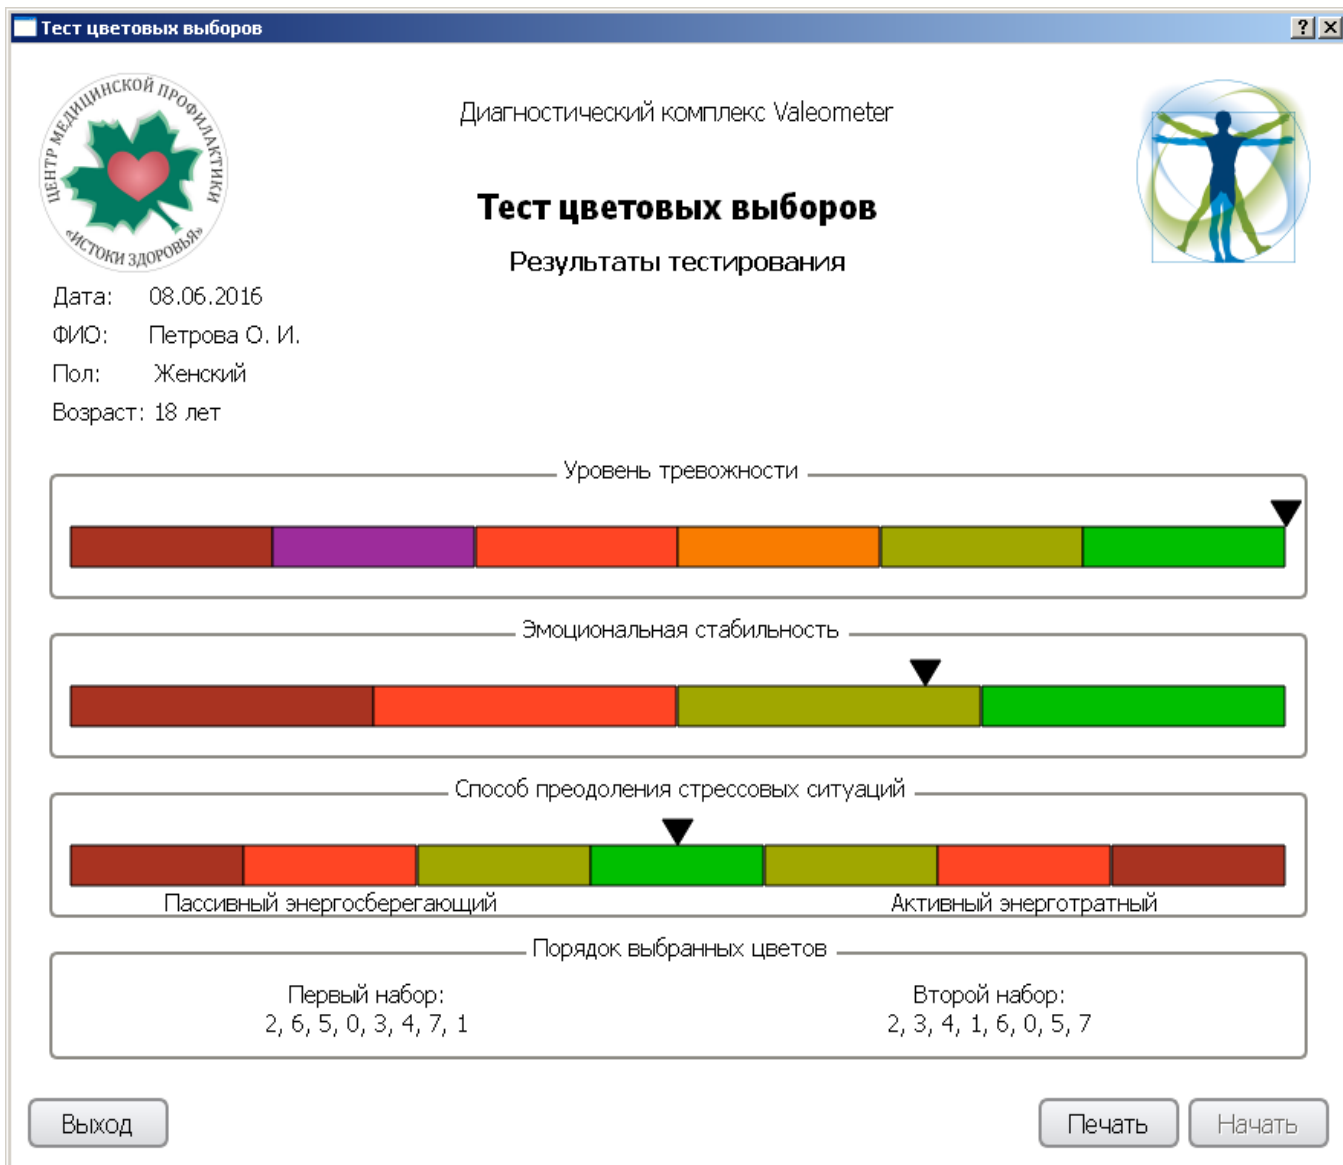 Тест цветовых выборов
ЦЕНТР МЕДИЦИНСКОЙ ПРОФИЛАКТИКИ
«ИСТОКИ ЗДОРОВЬЯ»
Диагностический комплекс Valeometer
Тест цветовых выборов
Результаты тестирования
Дата: 08.06.2016
ФИО: Петрова О. И.
Пол: Женский
Возраст: 18 лет
Уровень тревожности
Эмоциональная стабильность
Способ преодоления стрессовых ситуаций
Пассивный энергосберегающий Активный энерготратный
Порядок выбранных цветов
Первый набор: Второй набор:
2, 6, 5, 0, 3, 4, 7, 1 2, 3, 4, 1, 6, 0, 5, 7
Выход Печать Начать